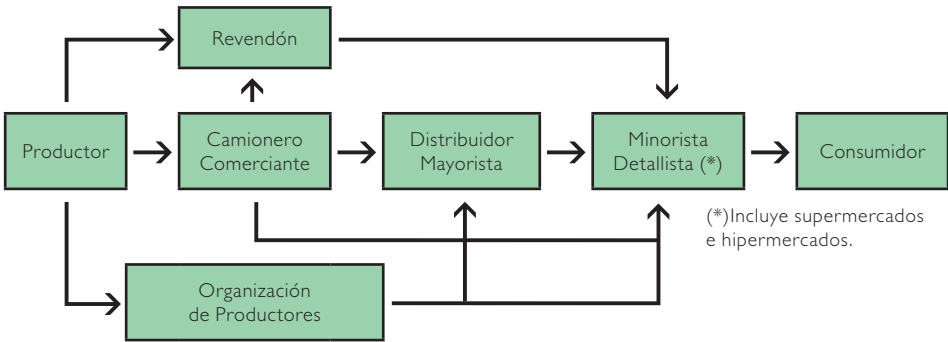 Revendón
Productor
Camionero
Comerciante
Distribuidor
Mayorista
Minorista
Detallista (*)
Consumidor
(*)Incluye supermercados
e hipermercados.
Organización
de Productores